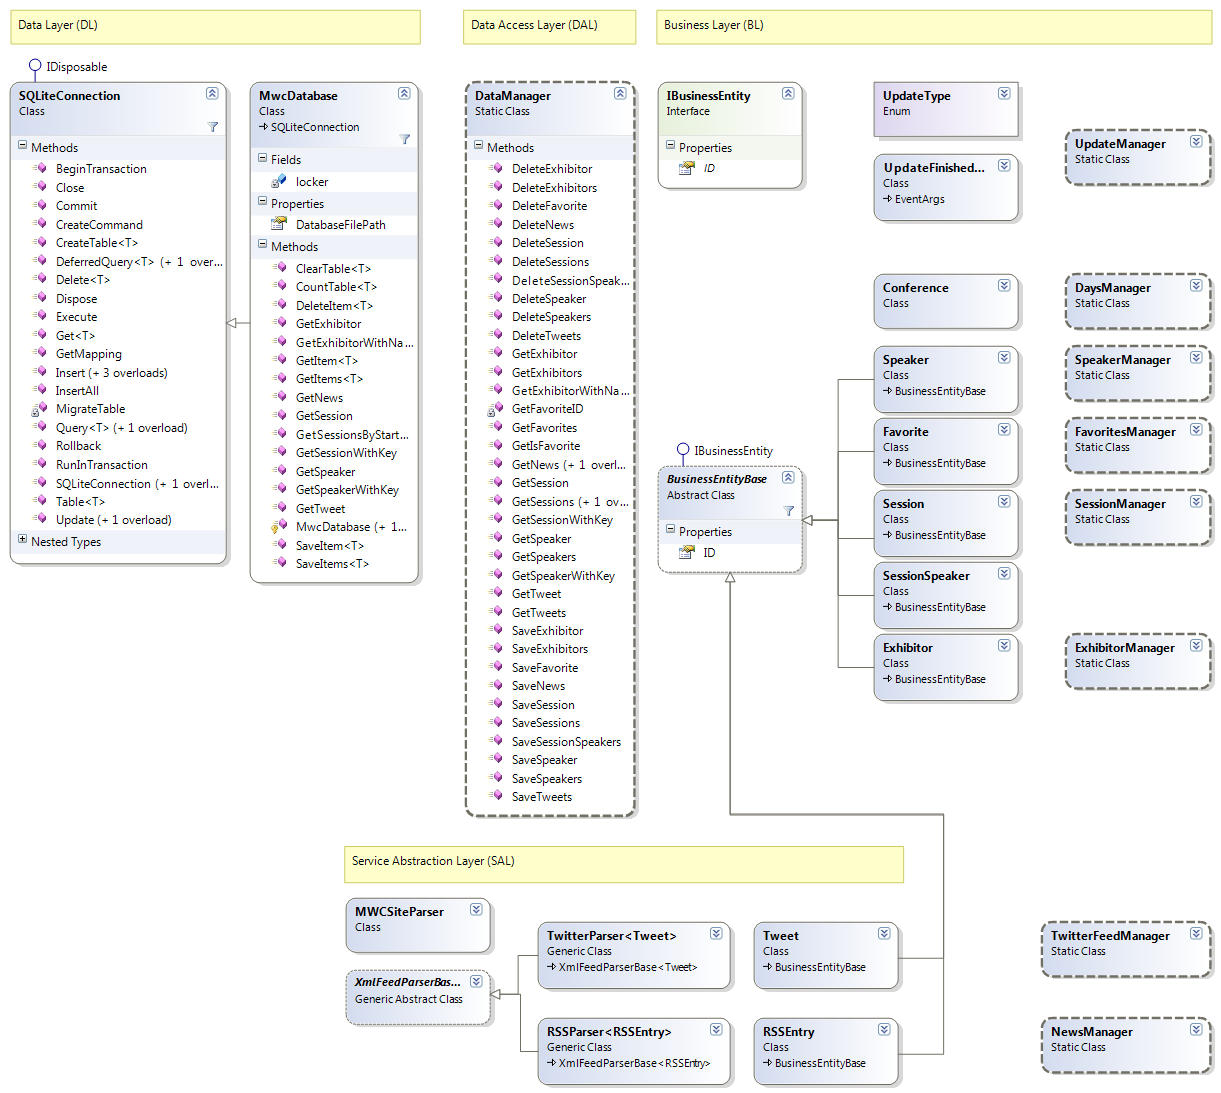 Data Layer (DL)
Data Access Layer (DAL)
Business Layer (BL)
IDisposable
SQLiteConnection
Class
Methods
BeginTransaction
Close
Commit
CreateCommand
CreateTable<T>
DeferredQuery<T> (+ 1 over...
Delete<T>
Dispose
Execute
Get<T>
GetMapping
Insert (+ 3 overloads)
InsertAll
MigrateTable
Query<T> (+ 1 overload)
Rollback
RunInTransaction
SQLiteConnection (+ 1 overl...
Table<T>
Update (+ 1 overload)
Nested Types
MwcDatabase
Class
SQLiteConnection
Fields
locker
Properties
DatabaseFilePath
Methods
ClearTable<T>
CountTable<T>
DeleteItem<T>
GetExhibitor
GetExhibitorWithNa...
GetItem<T>
GetItems<T>
GetNews
GetSession
GetSessionsByStart...
GetSessionWithKey
GetSpeaker
GetSpeakerWithKey
GetTweet
MwcDatabase (+ 1...
SaveItem<T>
SaveItems<T>
DataManager
Static Class
Methods
DeleteExhibitor
DeleteExhibitors
DeleteFavorite
DeleteNews
DeleteSession
DeleteSessions
DeleteSessionSpeak...
DeleteSpeaker
DeleteSpeakers
DeleteTweets
GetExhibitor
GetExhibitors
GetExhibitorWithNa...
GetFavoriteID
GetFavorites
GetIsFavorite
GetNews (+ 1 overl...
GetSession
GetSessions (+ 1 ov...
GetSessionWithKey
GetSpeaker
GetSpeakers
GetSpeakerWithKey
GetTweet
GetTweets
SaveExhibitor
SaveExhibitors
SaveFavorite
SaveNews
SaveSession
SaveSessions
SaveSessionSpeakers
SaveSpeaker
SaveSpeakers
SaveTweets
IBusinessEntity
Interface
Properties
ID
IBusinessEntity
BusinessEntityBase
Abstract Class
Properties
ID
UpdateType
Enum
UpdateFinished...
Class
EventArgs
Conference
Class
Speaker
Class
BusinessEntityBase
Favorite
Class
BusinessEntityBase
Session
Class
BusinessEntityBase
SessionSpeaker
Class
BusinessEntityBase
Exhibitor
Class
BusinessEntityBase
UpdateManager
Static Class
DaysManager
Static Class
SpeakerManager
Static Class
FavoritesManager
Static Class
SessionManager
Static Class
ExhibitorManager
Static Class
Service Abstraction Layer (SAL)
MWCSiteParser
Class
XmlFeedParserBas...
Generic Abstract Class
TwitterParser<Tweet>
Generic Class
XmlFeedParserBase<Tweet>
RSSParser<RSSEntry>
Generic Class
XmlFeedParserBase<RSSEntry>
Tweet
Class
BusinessEntityBase
RSSEntry
Class
BusinessEntityBase
TwitterFeedManager
Static Class
NewsManager
Static Class